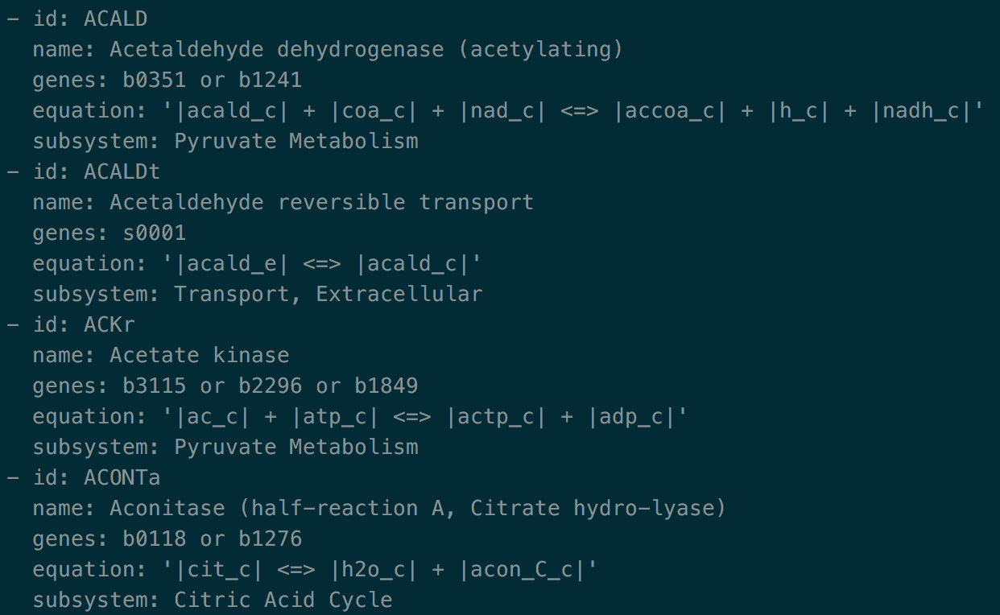 - id: ACALD
  name: Acetaldehyde dehydrogenase (acetylating)
  genes: b0351 or b1241
  equation: '|acald_c| + |coa_c| + |nad_c| <=> |accoa_c| + |h_c| + |nadh_c|'
  subsystem: Pyruvate Metabolism
- id: ACALDt
  name: Acetaldehyde reversible transport
  genes: s0001
  equation: '|acald_e| <=> |acald_c|'
  subsystem: Transport, Extracellular
- id: ACKr
  name: Acetate kinase
  genes: b3115 or b2296 or b1849
  equation: '|ac_c| + |atp_c| <=> |actp_c| + |adp_c|'
  subsystem: Pyruvate Metabolism
- id: ACONTa
  name: Aconitase (half-reaction A, Citrate hydro-lyase)
  genes: b0118 or b1276
  equation: '|cit_c| <=> |h2o_c| + |acon_C_c|'
  subsystem: Citric Acid Cycle